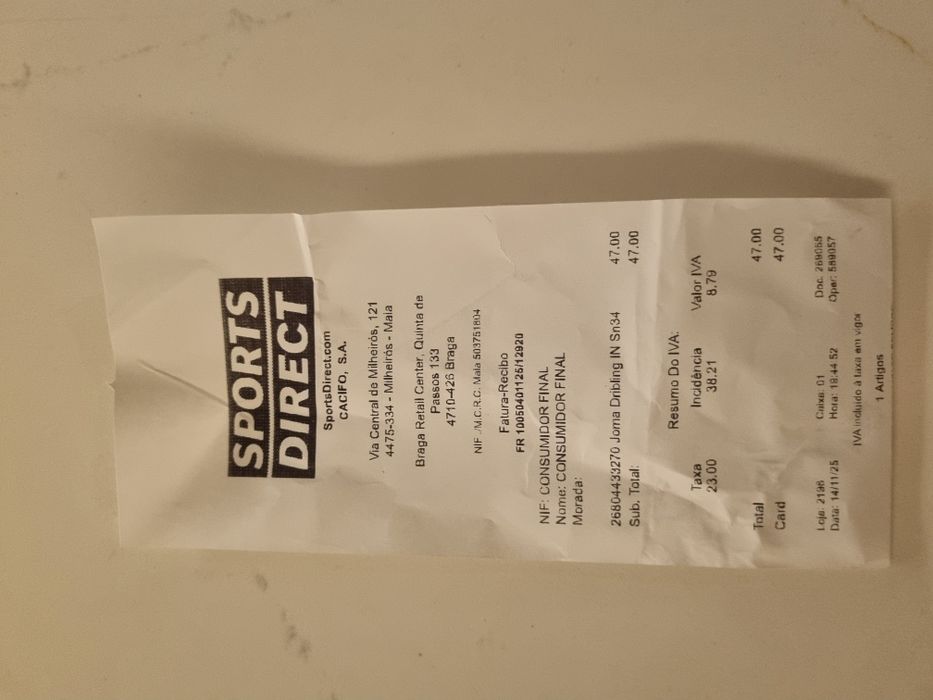 SPORTS
DIRECT
SportsDirect.com
CACIFO, S.A.
Via Central de Milheirós, 121
4475-334 - Milheirós - Maia
Braga Retail Center, Quinta de
Passos 133
4710-426 Braga
NIF ./M.C.R.C. Maia 503751804
Fatura-Recibo
FR 10050401125/12920
NIF: CONSUMIDOR FINAL
Nome: CONSUMIDOR FINAL
Morada:
26804433270 Joma Dribling IN Sn34 47.00
Sub. Total: 47.00
Resumo Do IVA:
Taxa Incidência Valor IVA
23.00 38.21 8.79
Total 47.00
Card 47.00
Loja: 2196 Caixa: 01 Doc. 269065
Data: 14/11/25 Hora: 18:44:52 Oper: 589057
IVA incluído à taxa em vigor
1 Artigos